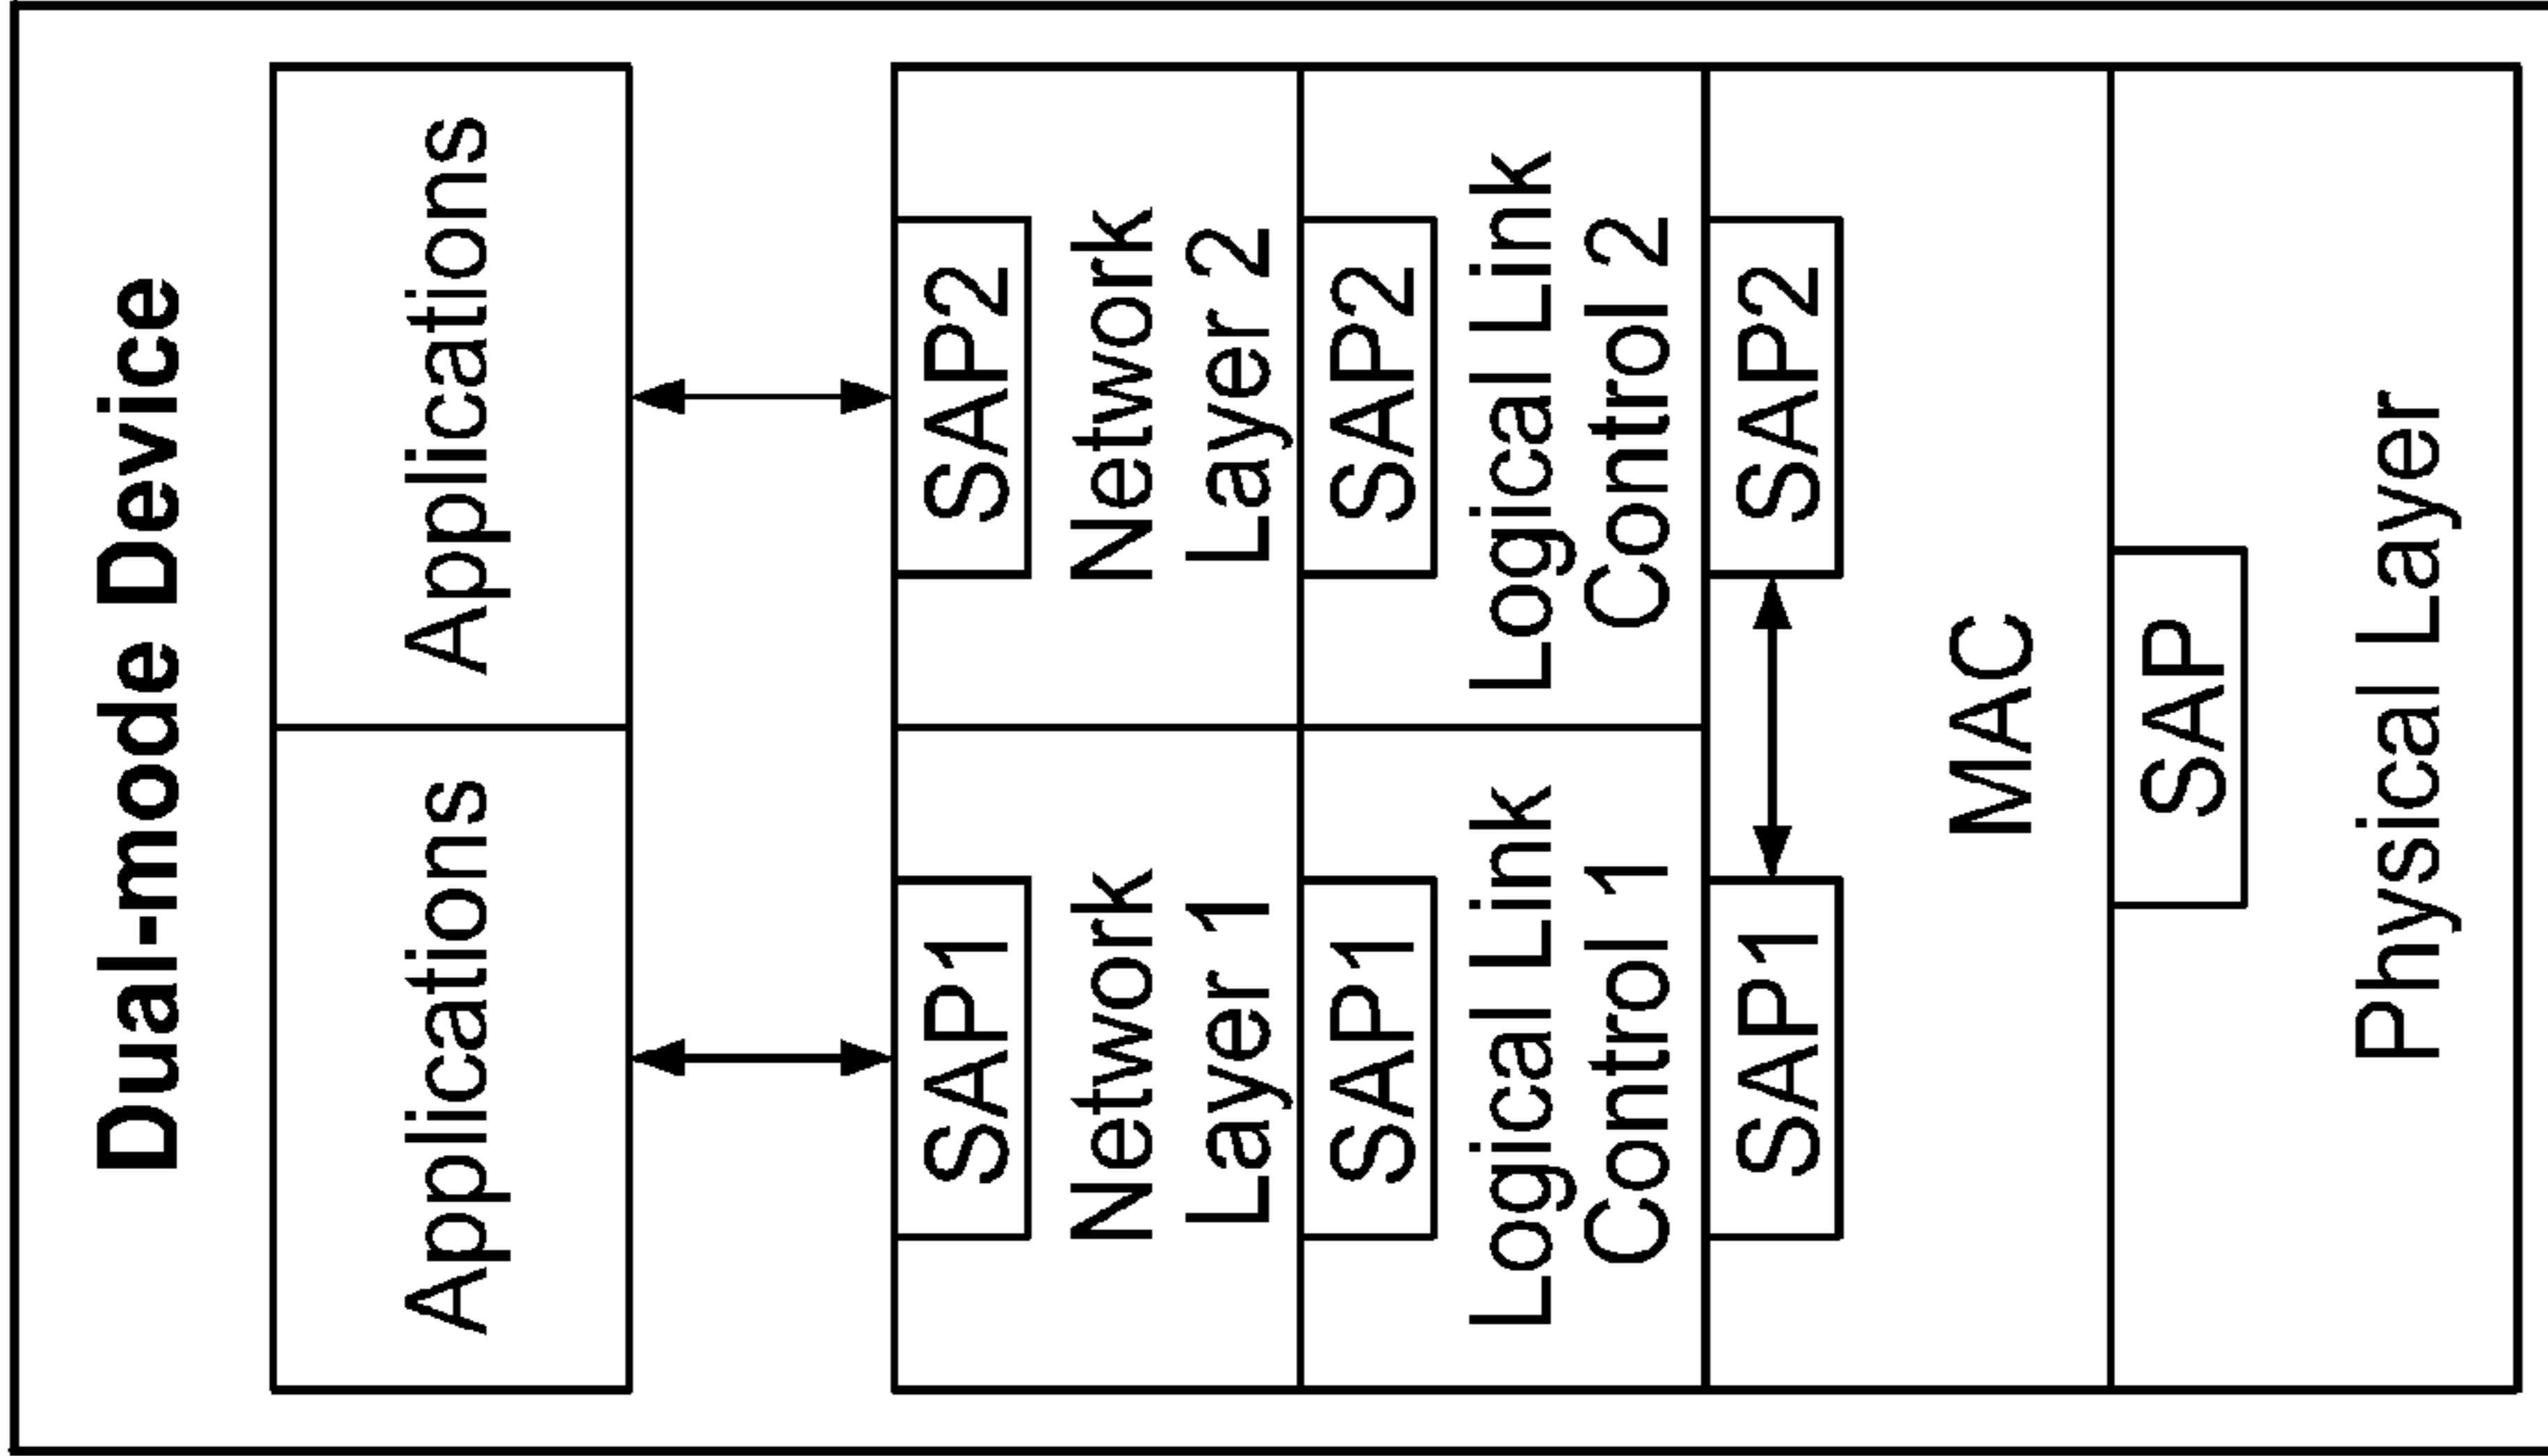 Dual-mode Device
Applications
Applications
SAP1
SAP2
Network
Layer 1
Network
Layer 2
SAP1
SAP2
Logical Link
Control 1
Logical Link
Control 2
SAP1
SAP2
MAC
SAP
Physical Layer